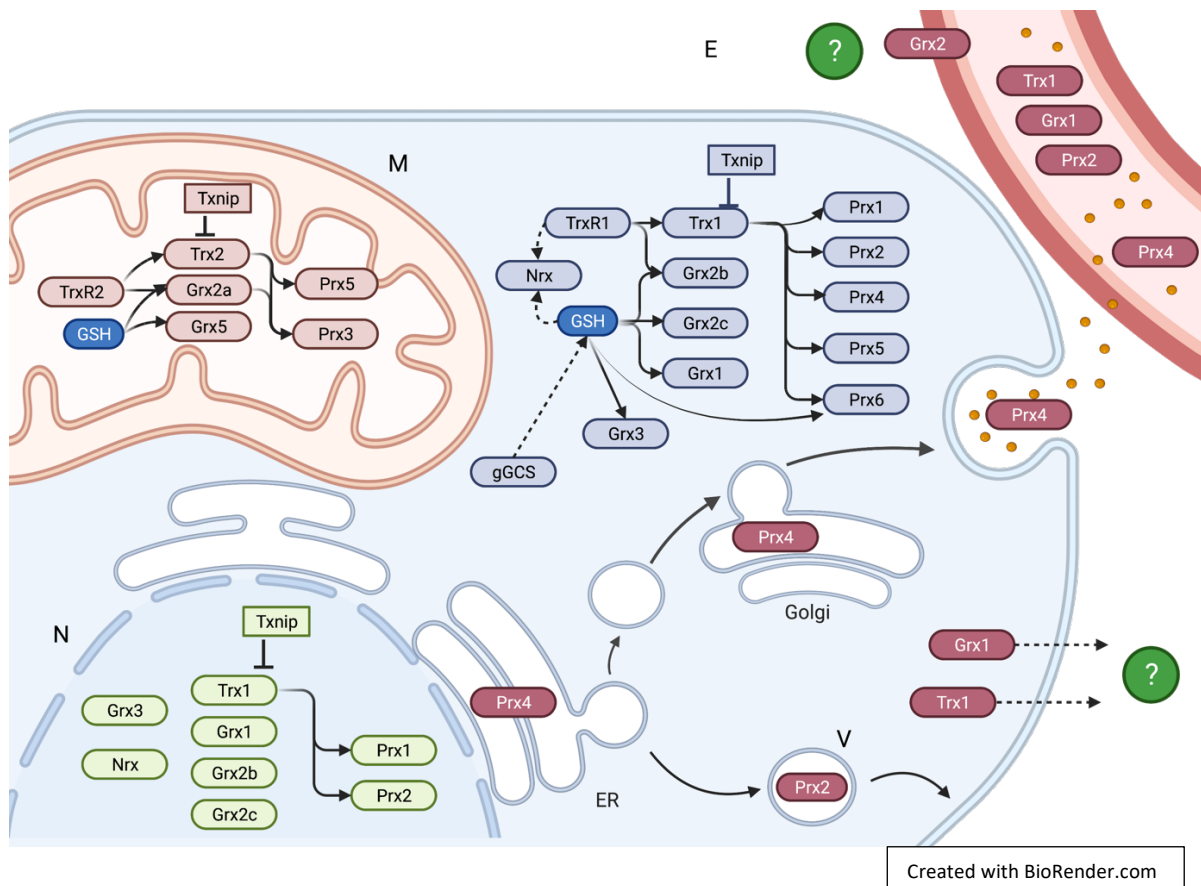 E
?
Grx2
Trx1
Grx1
Prx2
Prx4
M
Txnip
Trx2
TrxR2
Grx2a
Prx5
GSH
Grx5
Prx3
Txnip
TrxR1
Trx1
Prx1
Nrx
Grx2b
Prx2
GSH
Grx2c
Prx4
Grx1
Prx5
Prx6
Grx3
gGCS
Prx4
Prx4
Golgi
N
Txnip
Trx1
Grx3
Grx1
Nrx
Prx1
Grx2b
Prx2
Grx2c
Prx4
ER
Grx1
Trx1
?
V
Prx2
Created with BioRender.com